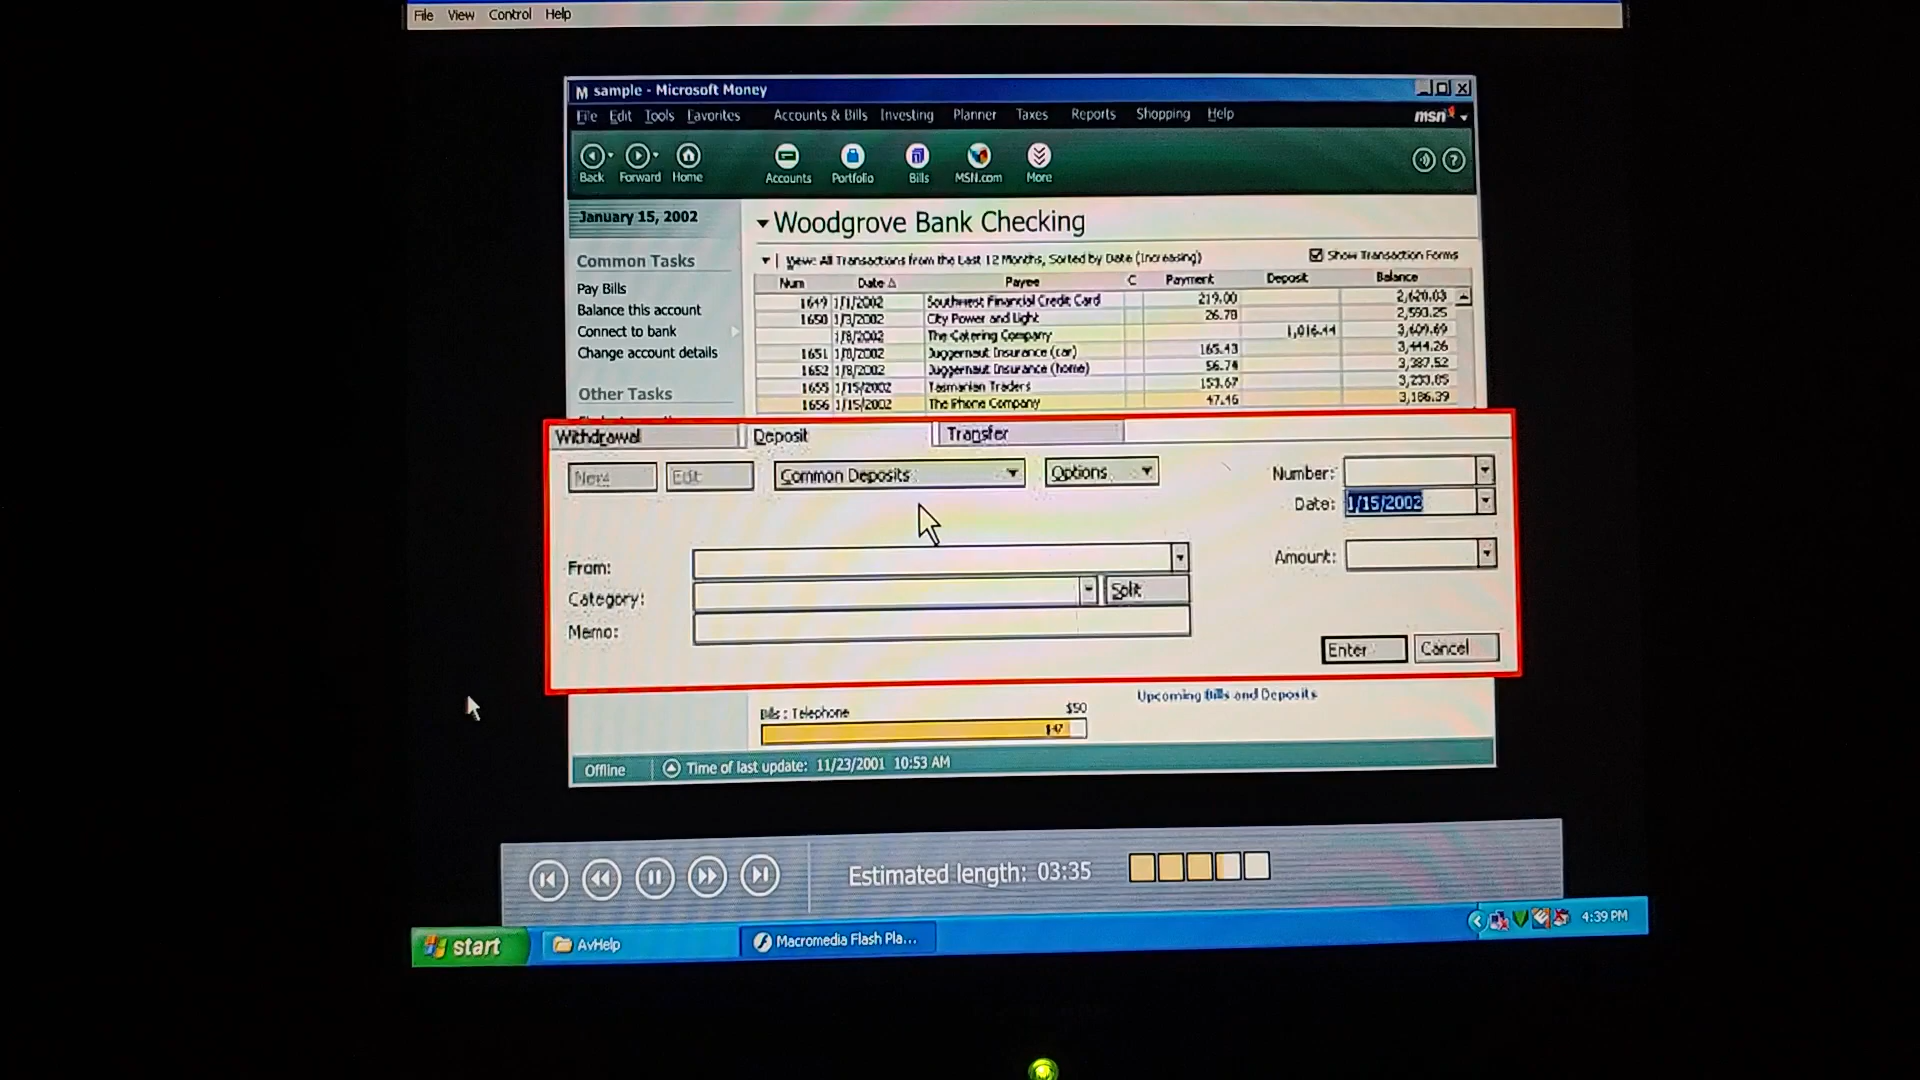 File View Control Help
sample - Microsoft Money
File Edit Tools Favorites Accounts & Bills Investing Planner Taxes Reports Shopping Help msn
Back Forward Home Accounts Portfolio Bills MSN.com More
January 15, 2002
Woodgrove Bank Checking
View: All Transactions from the Last 12 Months, Sorted by Date (Increasing) Show Transaction Forms
Num Date Payee C Payment Deposit Balance
1649 1/1/2002 Southwest Financial Credit Card 219.00 2,620.03
1650 1/3/2002 City Power and Light 26.78 2,593.25
1/8/2002 The Catering Company 1,016.44 3,609.69
1651 1/8/2002 Juggernaut Insurance (car) 165.43 3,444.26
1652 1/8/2002 Juggernaut Insurance (home) 56.74 3,387.52
1655 1/15/2002 Tasmanian Traders 153.67 3,233.85
1656 1/15/2002 The Phone Company 47.46 3,186.39
Common Tasks
Pay Bills
Balance this account
Connect to bank
Change account details
Other Tasks
Withdrawal Deposit Transfer
New Edit Common Deposits Options
Number:
Date: 1/15/2002
From:
Amount:
Category: Split
Memo:
Enter Cancel
Upcoming Bills and Deposits
Bills : Telephone $50
$47
Offline Time of last update: 11/23/2001 10:53 AM
Estimated length: 03:35
start AvHelp Macromedia Flash Pla... 4:39 PM